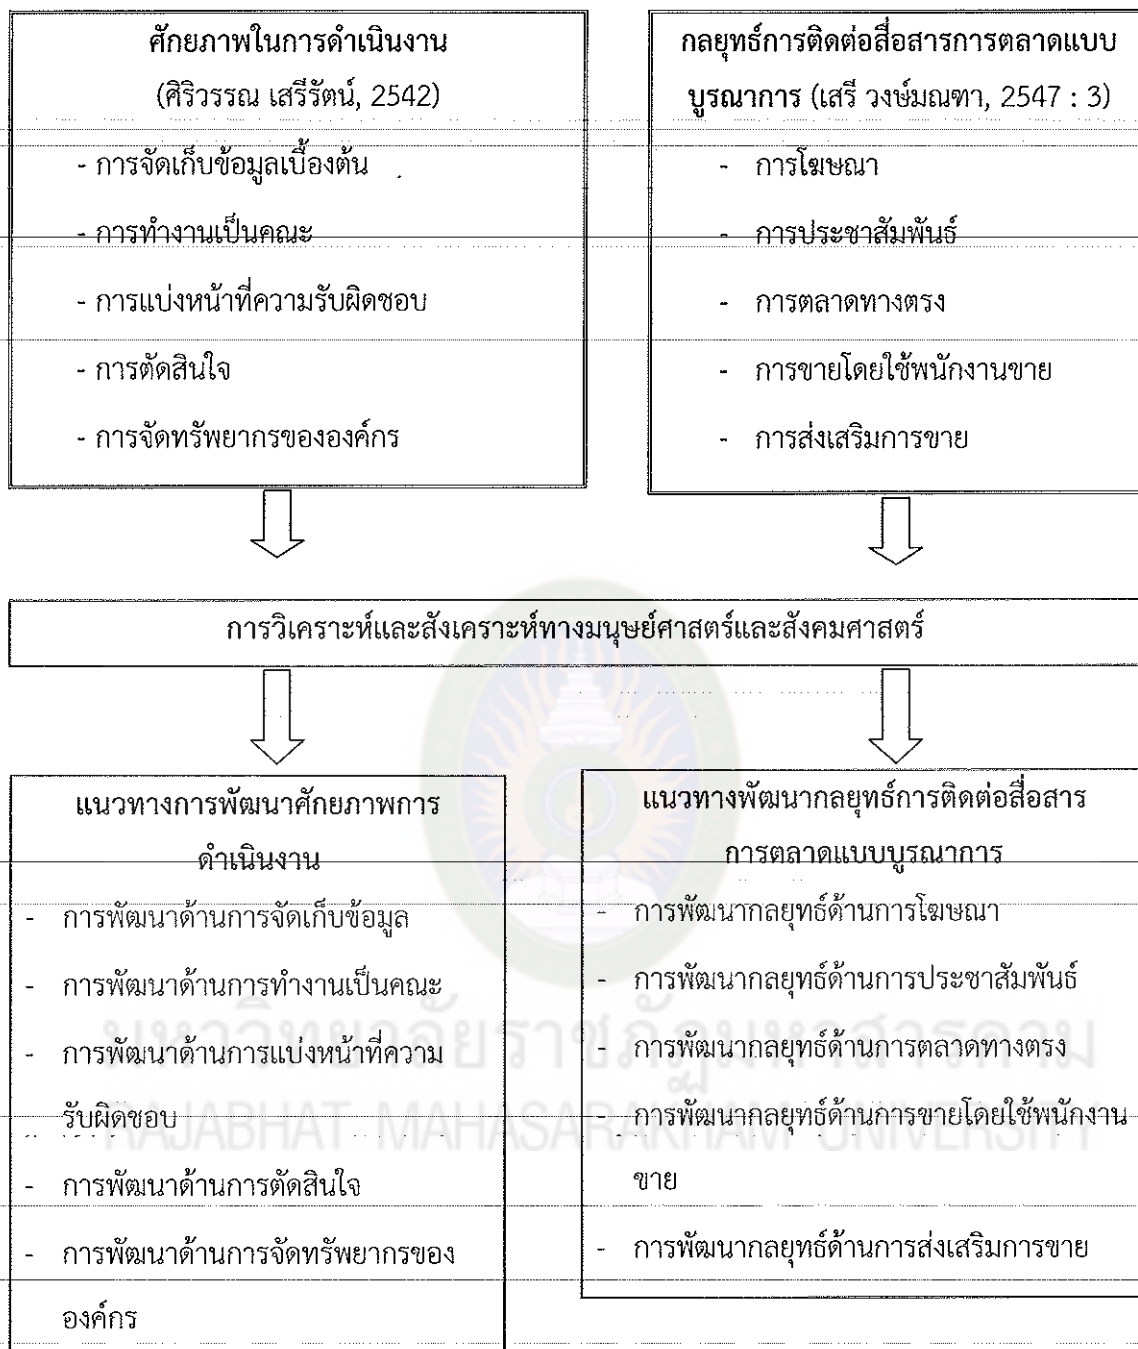 ศักยภาพในการดำเนินงาน
(ศิริวรรณ เสรีรัตน์, 2542)
- การจัดเก็บข้อมูลเบื้องต้น
- การทำงานเป็นคณะ
- การแบ่งหน้าที่ความรับผิดชอบ
- การตัดสินใจ
- การจัดทรัพยากรขององค์กร
กลยุทธ์การติดต่อสื่อสารการตลาดแบบ
บูรณาการ (เสรี วงษ์มณฑา, 2547 : 3)
- การโฆษณา
- การประชาสัมพันธ์
- การตลาดทางตรง
- การขายโดยใช้พนักงานขาย
- การส่งเสริมการขาย
การวิเคราะห์และสังเคราะห์ทางมนุษย์ศาสตร์และสังคมศาสตร์
แนวทางการพัฒนาศักยภาพการ
ดำเนินงาน
- การพัฒนาด้านการจัดเก็บข้อมูล
- การพัฒนาด้านการทำงานเป็นคณะ
- การพัฒนาด้านการแบ่งหน้าที่ความ
รับผิดชอบ
- การพัฒนาด้านการตัดสินใจ
- การพัฒนาด้านการจัดทรัพยากรของ
องค์กร
แนวทางพัฒนากลยุทธ์การติดต่อสื่อสาร
การตลาดแบบบูรณาการ
- การพัฒนากลยุทธ์ด้านการโฆษณา
- การพัฒนากลยุทธ์ด้านการประชาสัมพันธ์
- การพัฒนากลยุทธ์ด้านการตลาดทางตรง
- การพัฒนากลยุทธ์ด้านการขายโดยใช้พนักงาน
ขาย
- การพัฒนากลยุทธ์ด้านการส่งเสริมการขาย
มหาวิทยาลัยราชภัฏมหาสารคาม
RAJABHAT MAHASARAKHAM UNIVERSITY